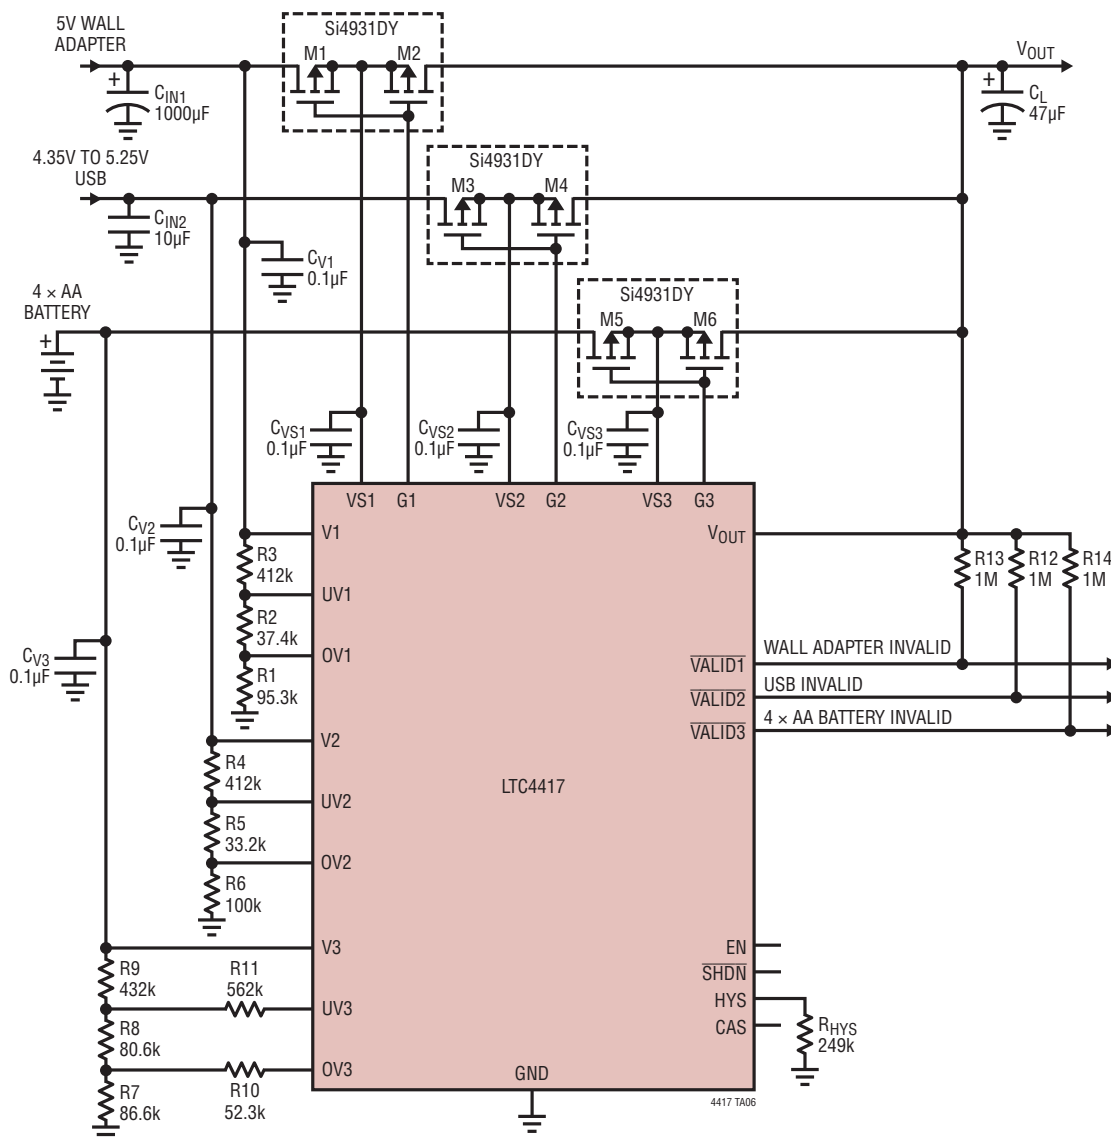 5V WALL
ADAPTER
Si4931DY
M1
M2
VOUT
+
CIN1
1000µF
+
CL
47µF
4.35V TO 5.25V
USB
Si4931DY
M3
M4
CIN2
10µF
CV1
0.1µF
4 × AA
BATTERY
+
Si4931DY
M5
M6
CVS1
0.1µF
CVS2
0.1µF
CVS3
0.1µF
VS1
G1
VS2
G2
VS3
G3
CV2
0.1µF
V1
VOUT
R3
412k
R13
1M
R12
1M
R14
1M
UV1
R2
37.4k
OV1
R1
95.3k
CV3
0.1µF
VALID1
WALL ADAPTER INVALID
VALID2
USB INVALID
VALID3
4 × AA BATTERY INVALID
V2
R4
412k
LTC4417
UV2
R5
33.2k
OV2
R6
100k
V3
EN
R9
432k
R11
562k
SHDN
UV3
HYS
R8
80.6k
CAS
RHYS
249k
OV3
R7
86.6k
R10
52.3k
GND
4417 TA06